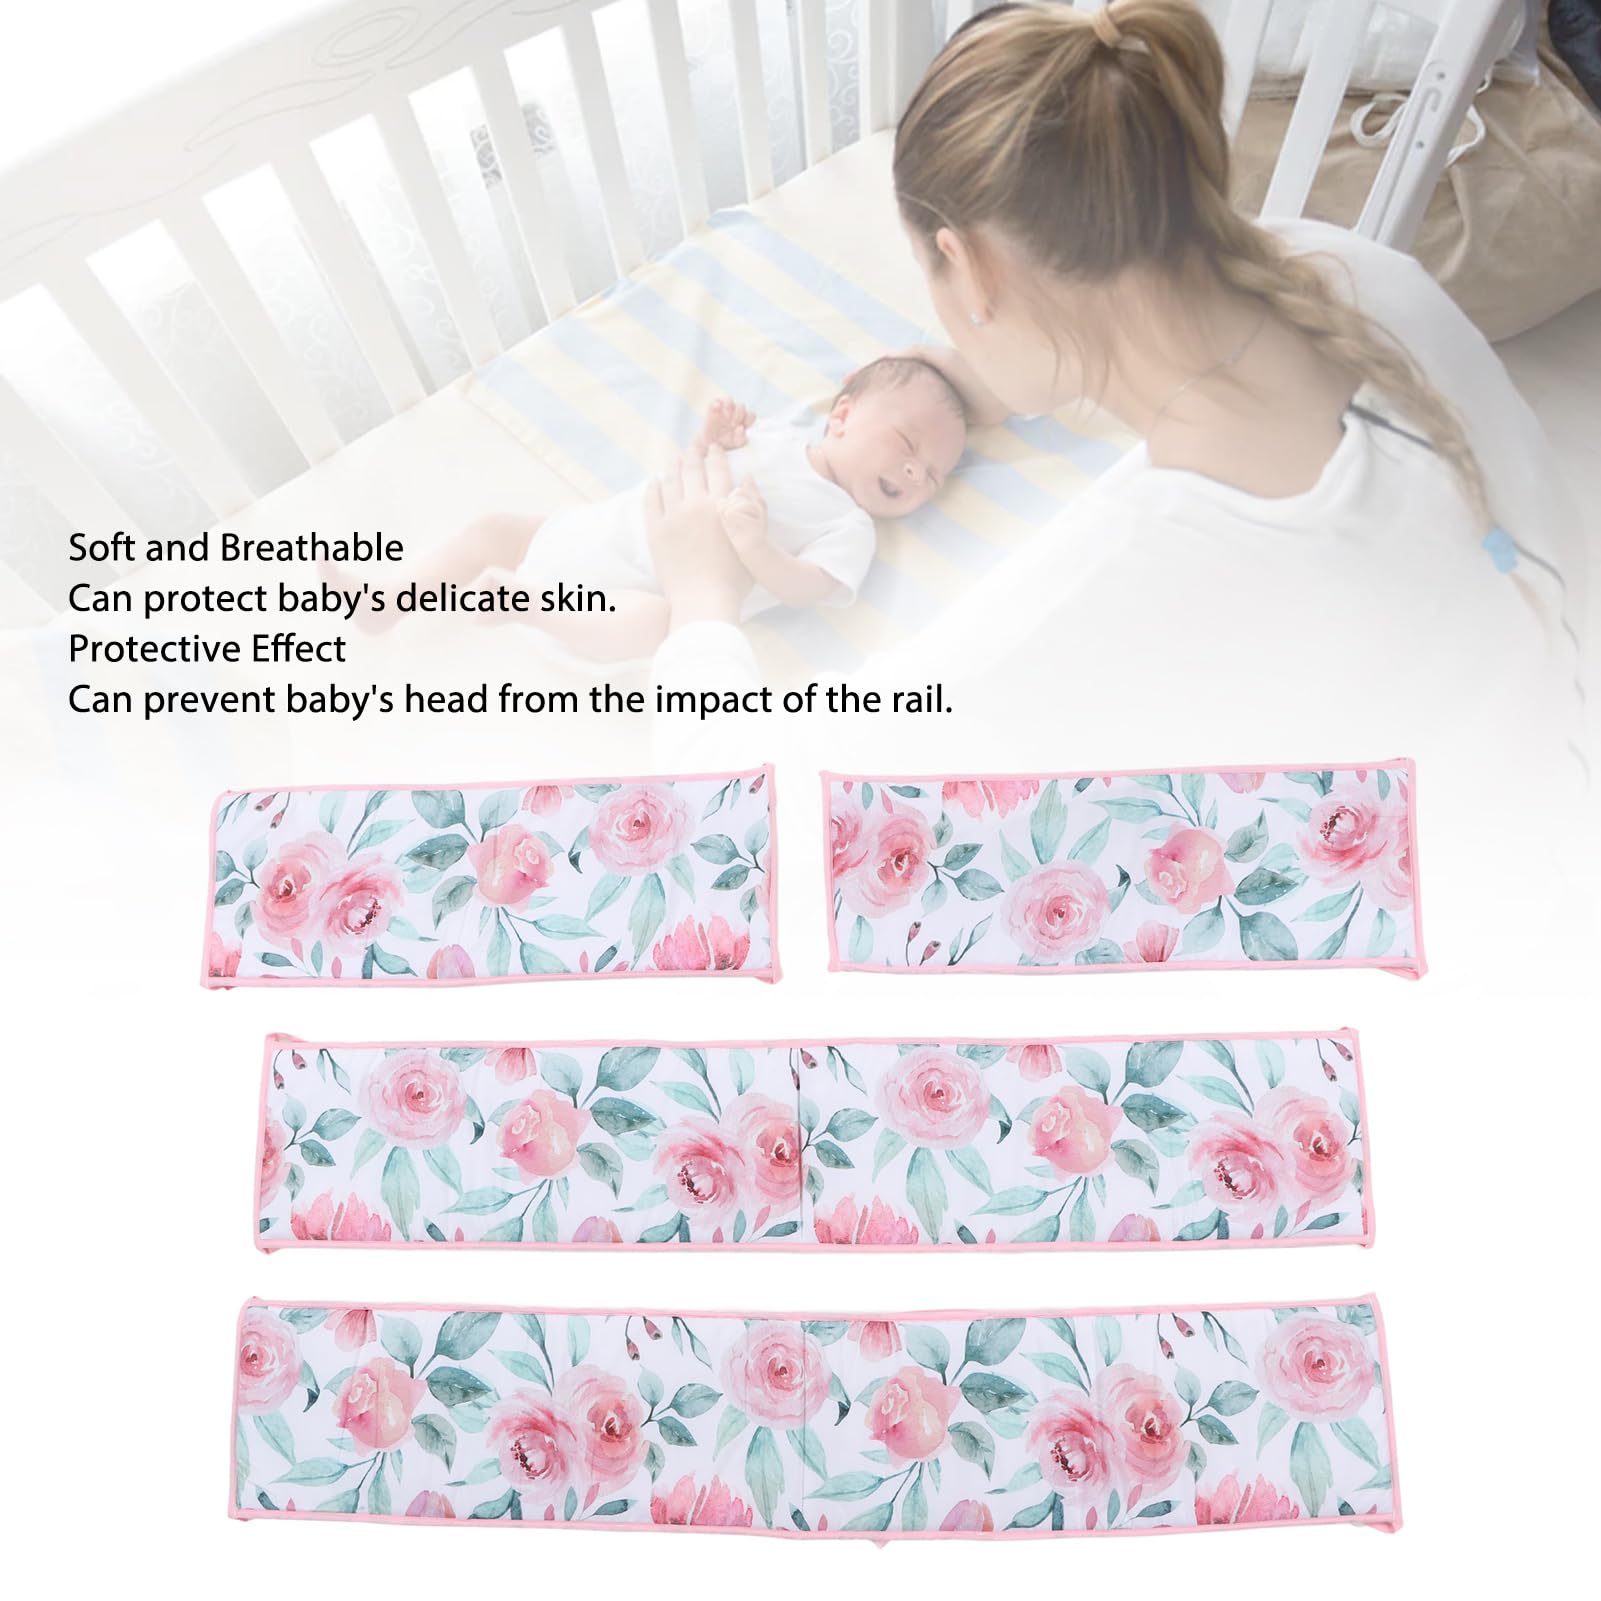 Soft and Breathable
Can protect baby's delicate skin.
Protective Effect
Can prevent baby's head from the impact of the rail.